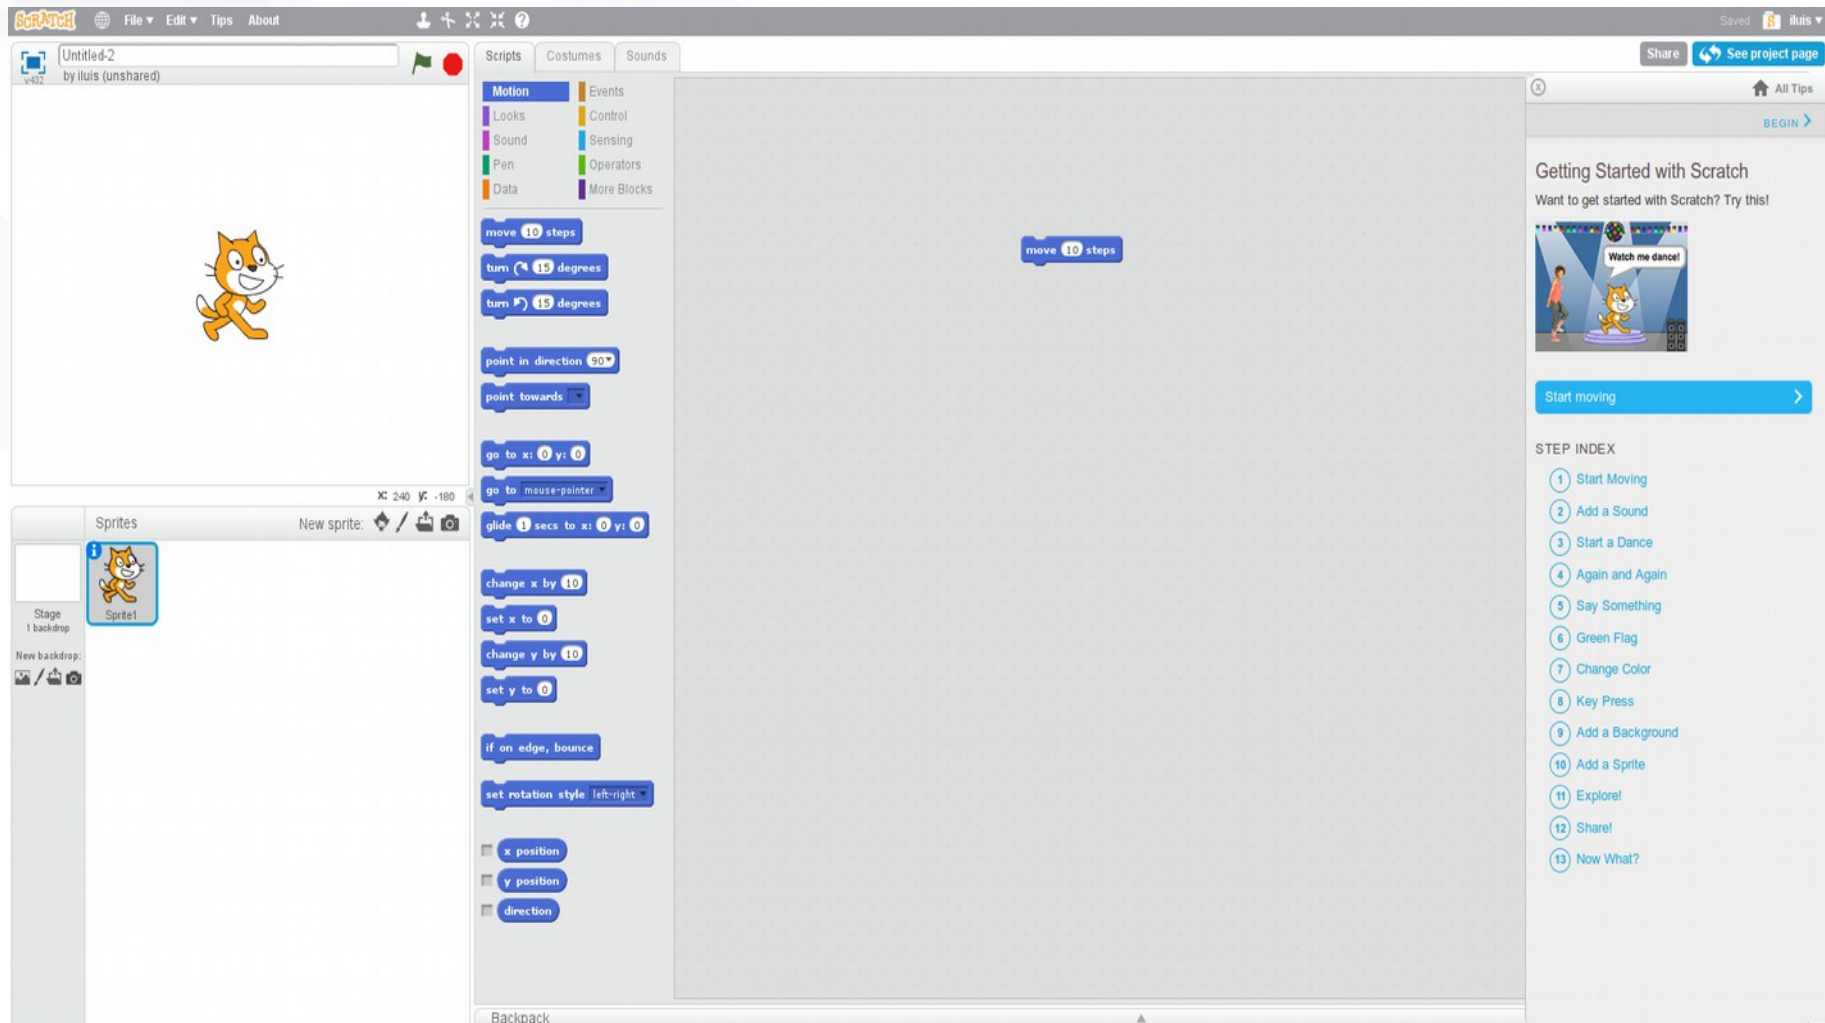 SCRATCH File Edit Tips About
Saved iluis
Untitled-2
by iluis (unshared)
v432
Scripts Costumes Sounds
Share See project page
Motion Events
Looks Control
Sound Sensing
Pen Operators
Data More Blocks
move 10 steps
turn 15 degrees
turn 15 degrees
point in direction 90
point towards
go to x: 0 y: 0
go to mouse-pointer
glide 1 secs to x: 0 y: 0
change x by 10
set x to 0
change y by 10
set y to 0
if on edge, bounce
set rotation style left-right
x position
y position
direction
move 10 steps
X: 240 y: -180
Sprites New sprite:
Sprite1
Stage
1 backdrop
New backdrop:
Backpack
All Tips
BEGIN
Getting Started with Scratch
Want to get started with Scratch? Try this!
Watch me dance!
Start moving
STEP INDEX
1 Start Moving
2 Add a Sound
3 Start a Dance
4 Again and Again
5 Say Something
6 Green Flag
7 Change Color
8 Key Press
9 Add a Background
10 Add a Sprite
11 Explore!
12 Share!
13 Now What?